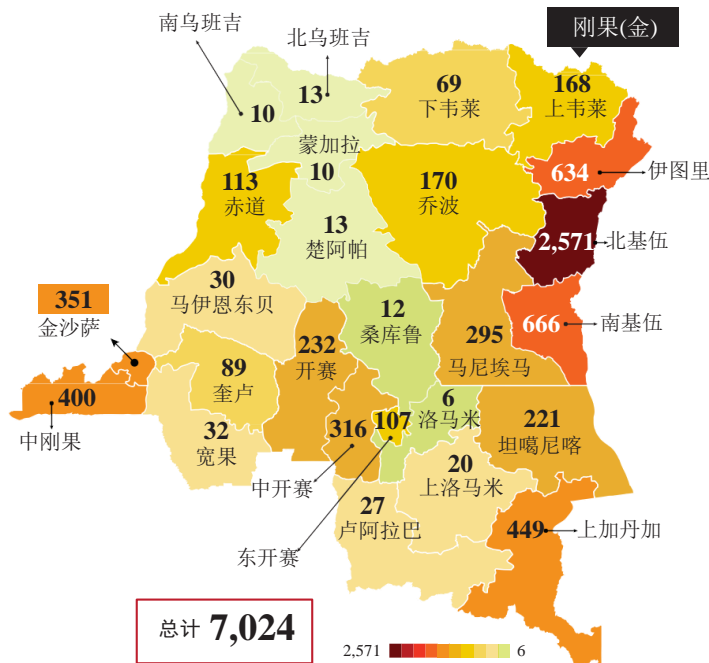 刚果(金)
南乌班吉
北乌班吉
10
13
69
下韦莱
168
上韦莱
蒙加拉
10
634
伊图里
113
赤道
13
楚阿帕
170
乔波
2,571
北基伍
30
马伊恩东贝
351
金沙萨
12
桑库鲁
295
马尼埃马
666
南基伍
232
开赛
89
奎卢
400
中刚果
32
宽果
316
中开赛
107
东开赛
6
洛马米
221
坦噶尼喀
20
上洛马米
27
卢阿拉巴
449
上加丹加
总计 7,024
2,571 6